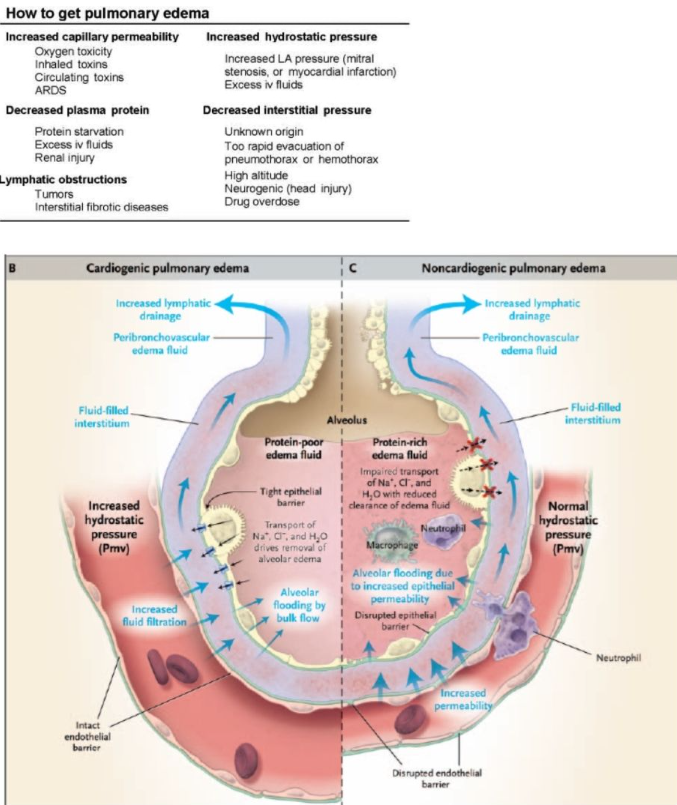 How to get pulmonary edema
Increased capillary permeability
Oxygen toxicity
Inhaled toxins
Circulating toxins
ARDS
Increased hydrostatic pressure
Increased LA pressure (mitral
stenosis, or myocardial infarction)
Excess iv fluids
Decreased plasma protein
Protein starvation
Excess iv fluids
Renal injury
Decreased interstitial pressure
Unknown origin
Too rapid evacuation of
pneumothorax or hemothorax
High altitude
Neurogenic (head injury)
Drug overdose
Lymphatic obstructions
Tumors
Interstitial fibrotic diseases
B
Cardiogenic pulmonary edema
C
Noncardiogenic pulmonary edema
Increased lymphatic
drainage
Peribronchovascular
edema fluid
Fluid-filled
interstitium
Increased
hydrostatic
pressure
(Pmv)
Increased
fluid filtration
Intact
endothelial
barrier
Alveolus
Protein-poor
edema fluid
Tight epithelial
barrier
Transport of
Na⁺, Cl⁻, and H₂O
drives removal of
alveolar edema
Alveolar
flooding by
bulk flow
Protein-rich
edema fluid
Impaired transport
of Na⁺, Cl⁻, and
H₂O with reduced
clearance of edema fluid
Neutrophil
Macrophage
Alveolar flooding due
to increased epithelial
permeability
Disrupted epithelial
barrier
Increased
permeability
Disrupted endothelial
barrier
Increased lymphatic
drainage
Peribronchovascular
edema fluid
Fluid-filled
interstitium
Normal
hydrostatic
pressure
(Pmv)
Neutrophil